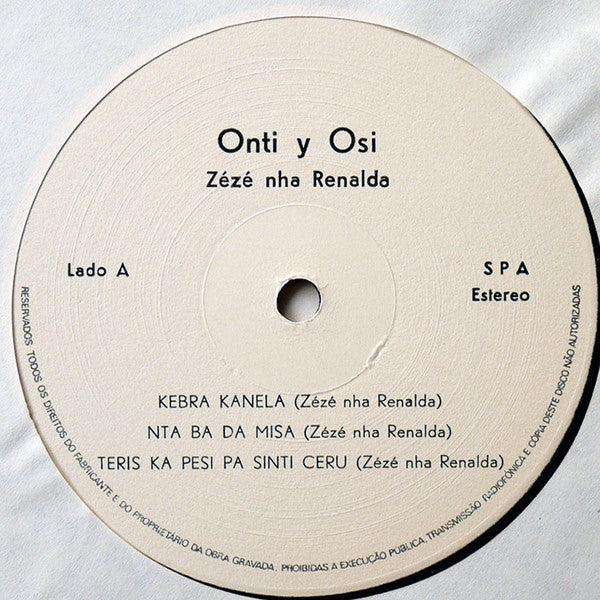 Onti y Osi
Zézé nha Renalda
Lado A
S P A
Estereo
KEBRA KANELA (Zézé nha Renalda)
NTA BA DA MISA (Zézé nha Renalda)
TERIS KA PESI PA SINTI CERU (Zézé nha Renalda)
RESERVADOS TODOS OS DIREITOS DO FABRICANTE E DO PROPRIETARIO DA OBRA GRAVADA. PROIBIDAS A EXECUÇÃO PÚBLICA, TRANSMISSÃO RADIOFÓNICA E CÓPIA DESTE DISCO NÃO AUTORIZADAS